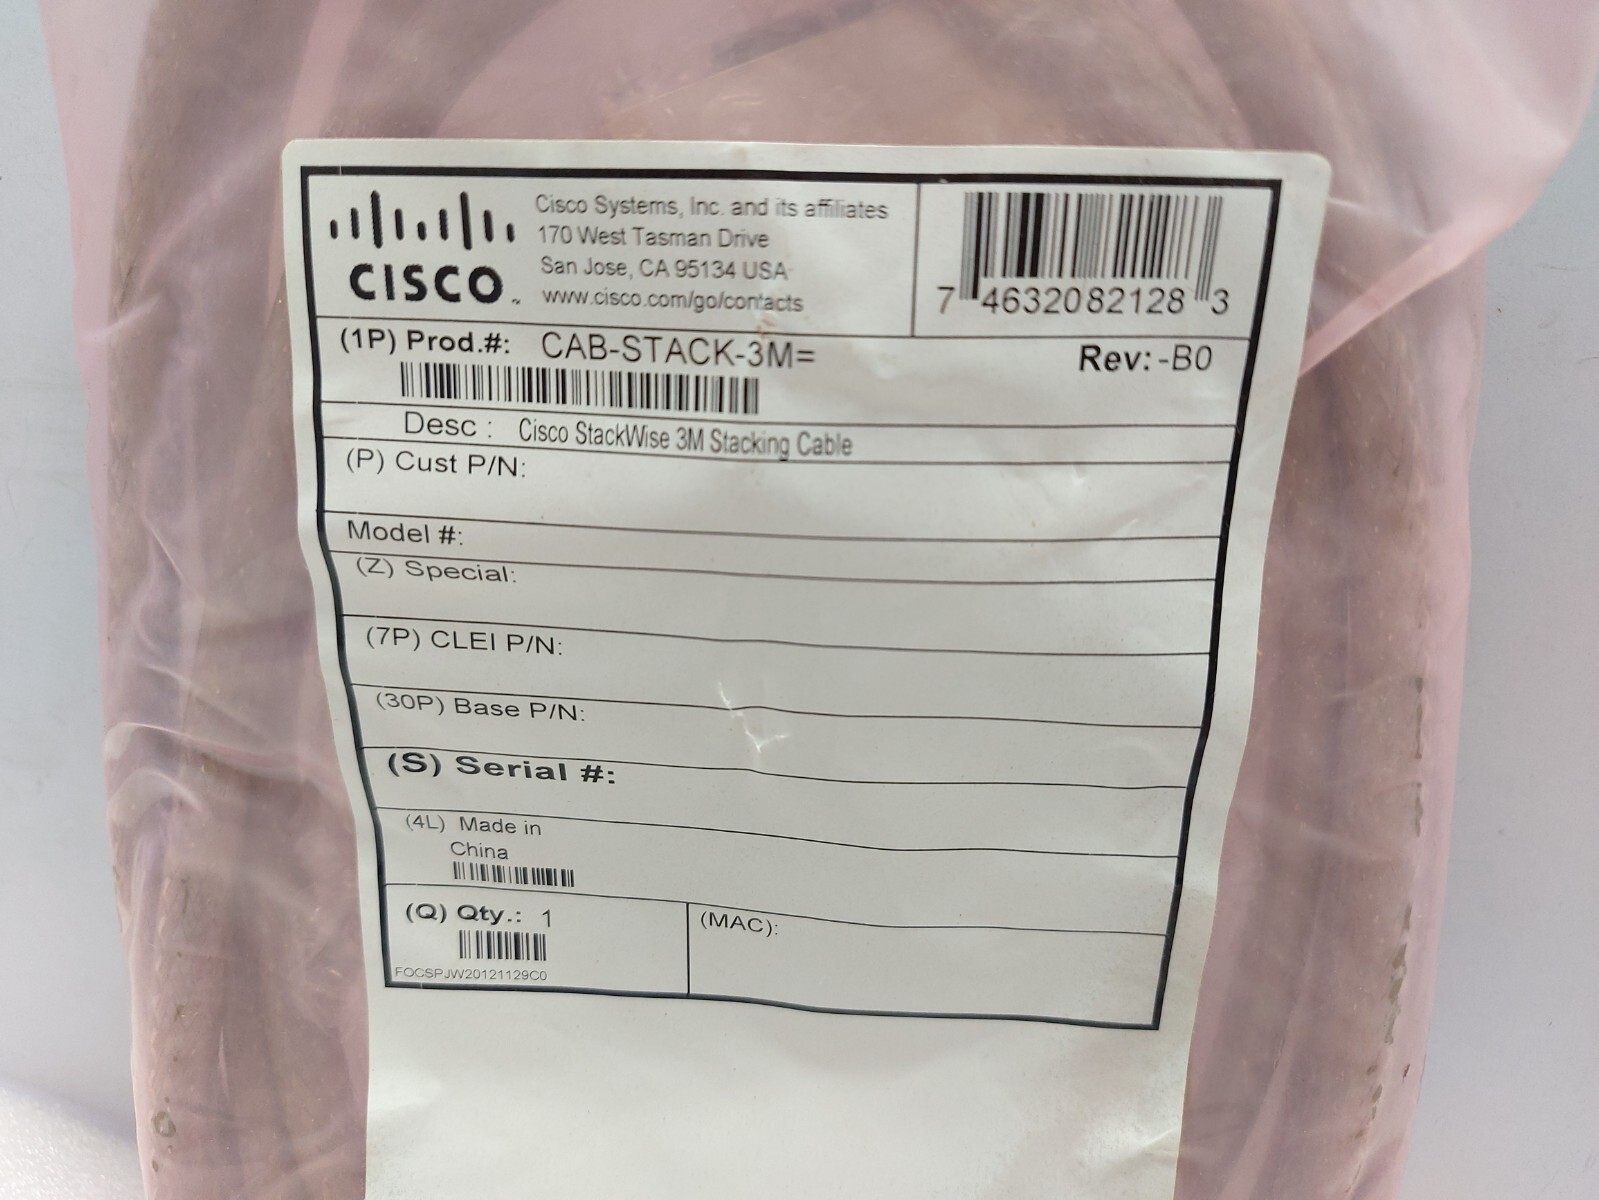 CISCO
Cisco Systems, Inc. and its affiliates
170 West Tasman Drive
San Jose, CA 95134 USA
www.cisco.com/go/contacts
7 4632082128 3
(1P) Prod.#: CAB-STACK-3M= Rev: -B0
Desc : Cisco StackWise 3M Stacking Cable
(P) Cust P/N:
Model #:
(Z) Special:
(7P) CLEI P/N:
(30P) Base P/N:
(S) Serial #:
(4L) Made in
China
(Q) Qty.: 1
FOCSPJW20121129C0
(MAC):